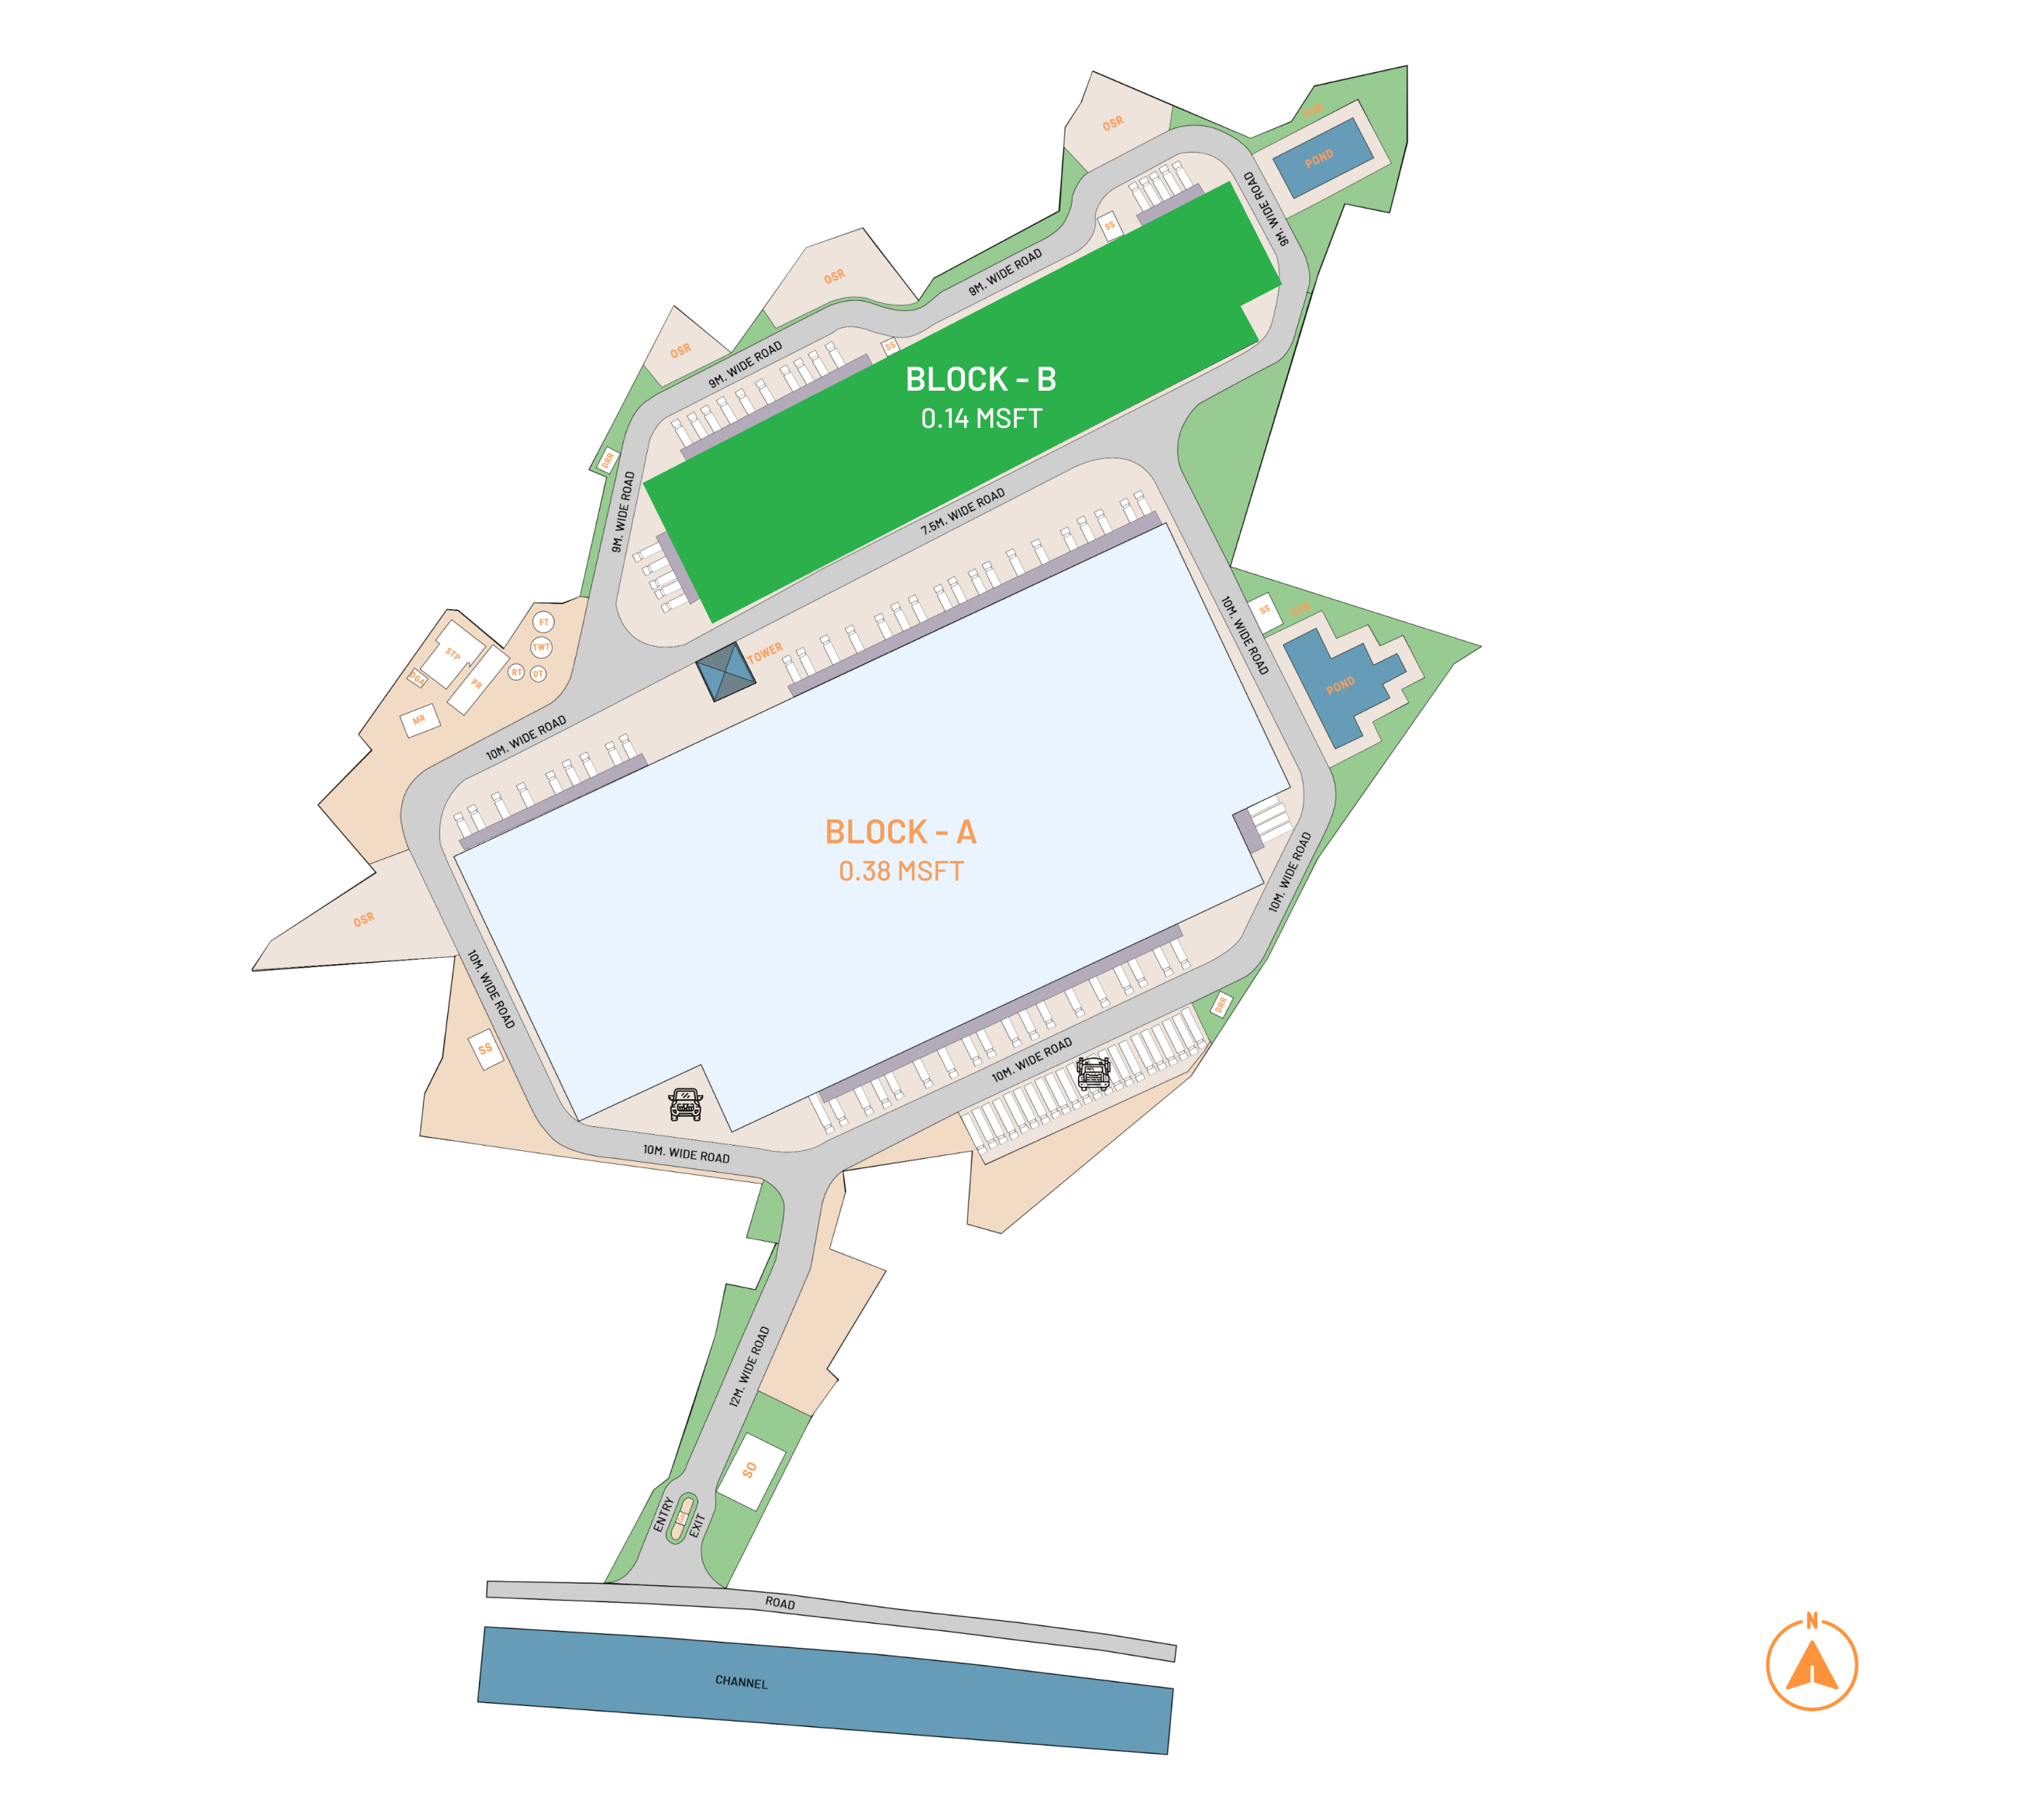 OSR
OSR
POND
9M. WIDE ROAD
SS
9M. WIDE ROAD
OSR
OSR
9M. WIDE ROAD
SS
BLOCK - B
0.14 MSFT
DRR
9M. WIDE ROAD
7.5M. WIDE ROAD
FT
TWT
STP
RT
DT
DGA
PR
MR
TOWER
SS
OSR
10M. WIDE ROAD
POND
10M. WIDE ROAD
BLOCK - A
0.38 MSFT
10M. WIDE ROAD
OSR
10M. WIDE ROAD
SS
DRR
10M. WIDE ROAD
10M. WIDE ROAD
12M. WIDE ROAD
SO
ENTRY
EXIT
ROAD
CHANNEL
N